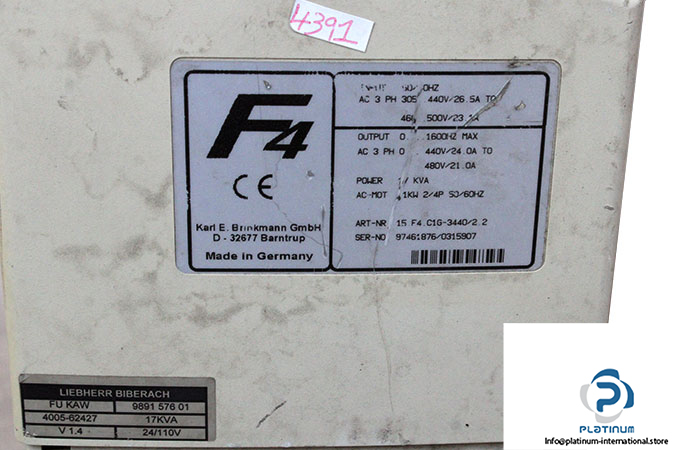 4391
F4
CE
Karl E. Brinkmann GmbH
D - 32677 Barntrup
Made in Germany
AC 3 PH 305 440V/26.5A TO
500V/23
OUTPUT 0 1600HZ MAX
AC 3 PH 0 440V/24.0A TO
480V/21.0A
POWER KVA
AC-MOT 1KW 2/4P 50/60HZ
ART-NR 15.F4.C1G-3440/2.2
SER-NO 97461876/0315907
LIEBHERR BIBERACH
FU KAW 9891 576 01
4005-62427 17KVA
V 1.4 24/110V
PLATINUM
info@platinum-international.store